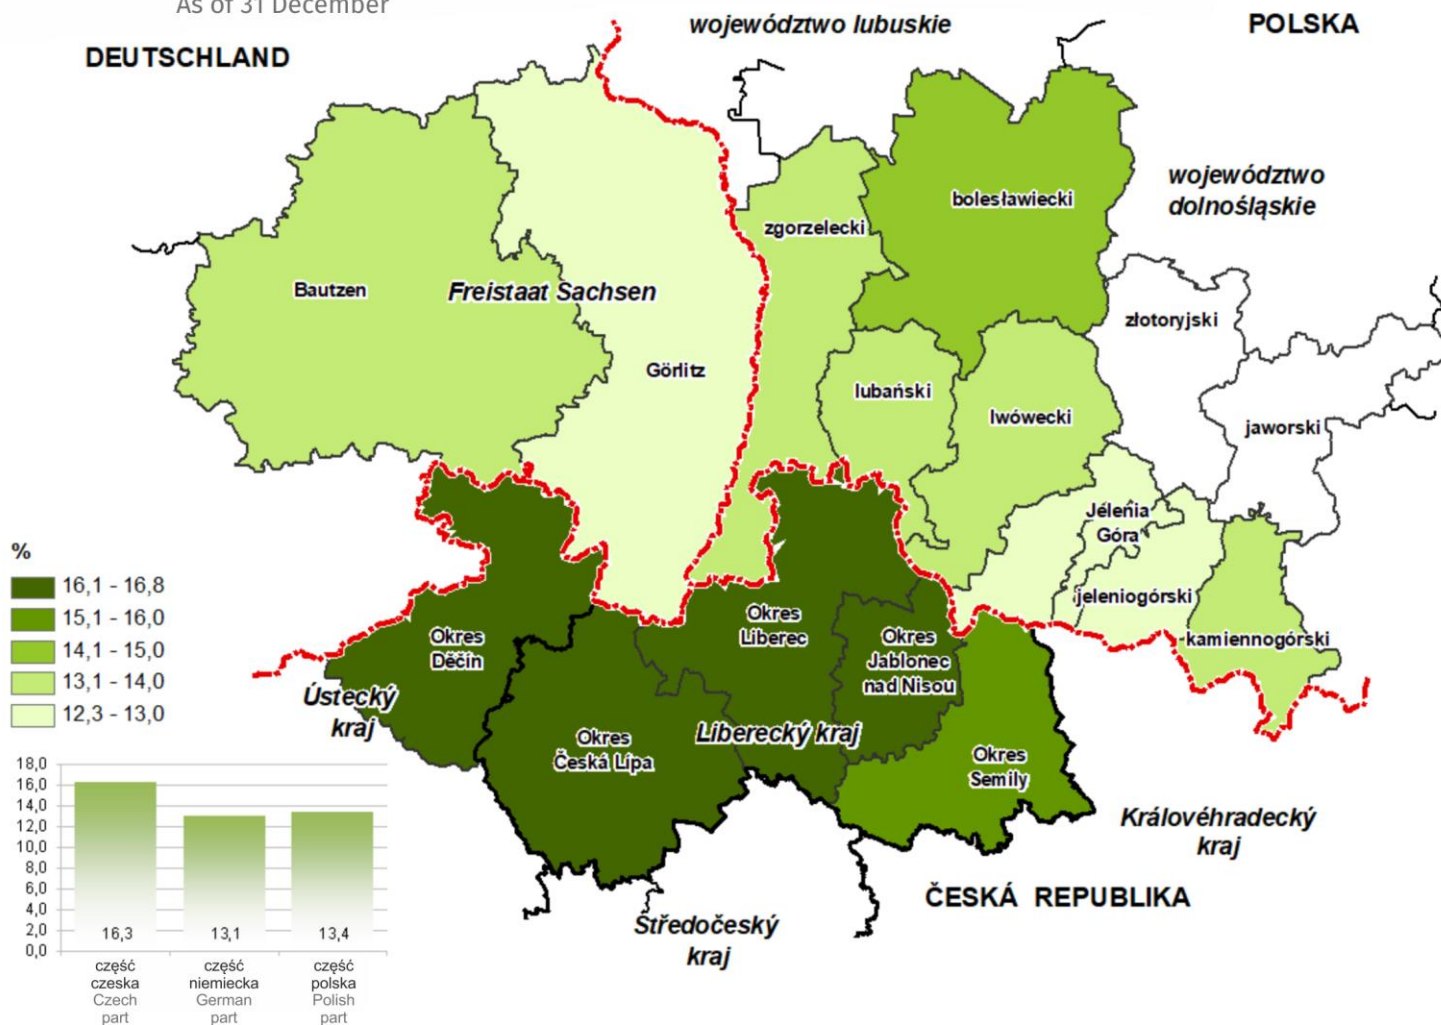 As of 31 December
DEUTSCHLAND
województwo lubuskie
POLSKA
województwo
dolnośląskie
bolesławiecki
zgorzelecki
Bautzen
Freistaat Sachsen
złotoryjski
Görlitz
lubański
lwówecki
jaworski
Jelenia
Góra
jeleniogórski
kamiennogórski
%
16,1 - 16,8
15,1 - 16,0
14,1 - 15,0
13,1 - 14,0
12,3 - 13,0
Okres
Děčín
Okres
Liberec
Okres
Jablonec
nad Nisou
Ústecký
kraj
Liberecký kraj
Okres
Česká Lípa
Okres
Semily
Královéhradecký
kraj
ČESKÁ REPUBLIKA
Středočeský
kraj
18,0
16,0
14,0
12,0
10,0
8,0
6,0
4,0
2,0
0,0
16,3
13,1
13,4
część
czeska
Czech
part
część
niemiecka
German
part
część
polska
Polish
part